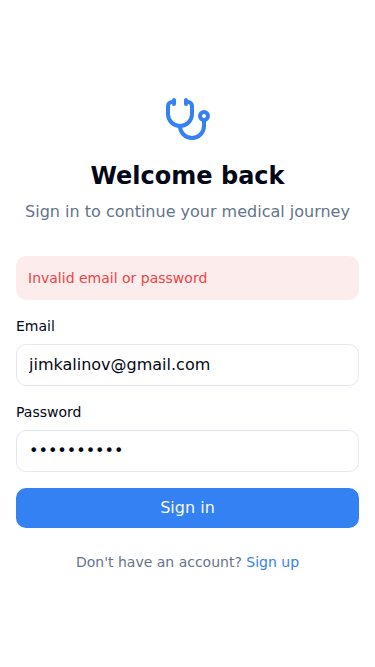 Welcome back
Sign in to continue your medical journey
Invalid email or password
Email
jimkalinov@gmail.com
Password
••••••••••
Sign in
Don't have an account? Sign up